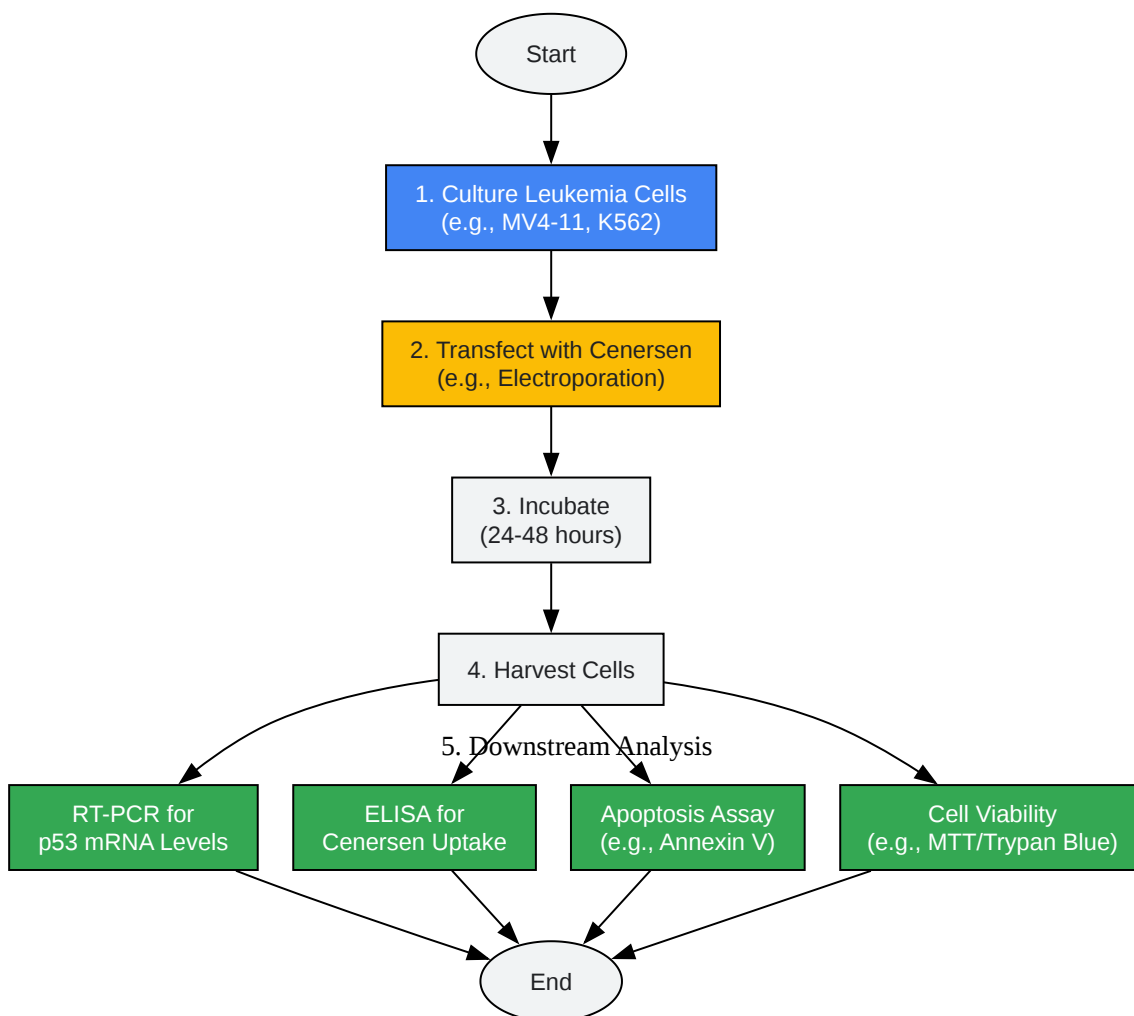 Start
1. Culture Leukemia Cells
(e.g., MV4-11, K562)
2. Transfect with Cenersen
(e.g., Electroporation)
3. Incubate
(24-48 hours)
4. Harvest Cells
5. Downstream Analysis
RT-PCR for
p53 mRNA Levels
ELISA for
Cenersen Uptake
Apoptosis Assay
(e.g., Annexin V)
Cell Viability
(e.g., MTT/Trypan Blue)
End